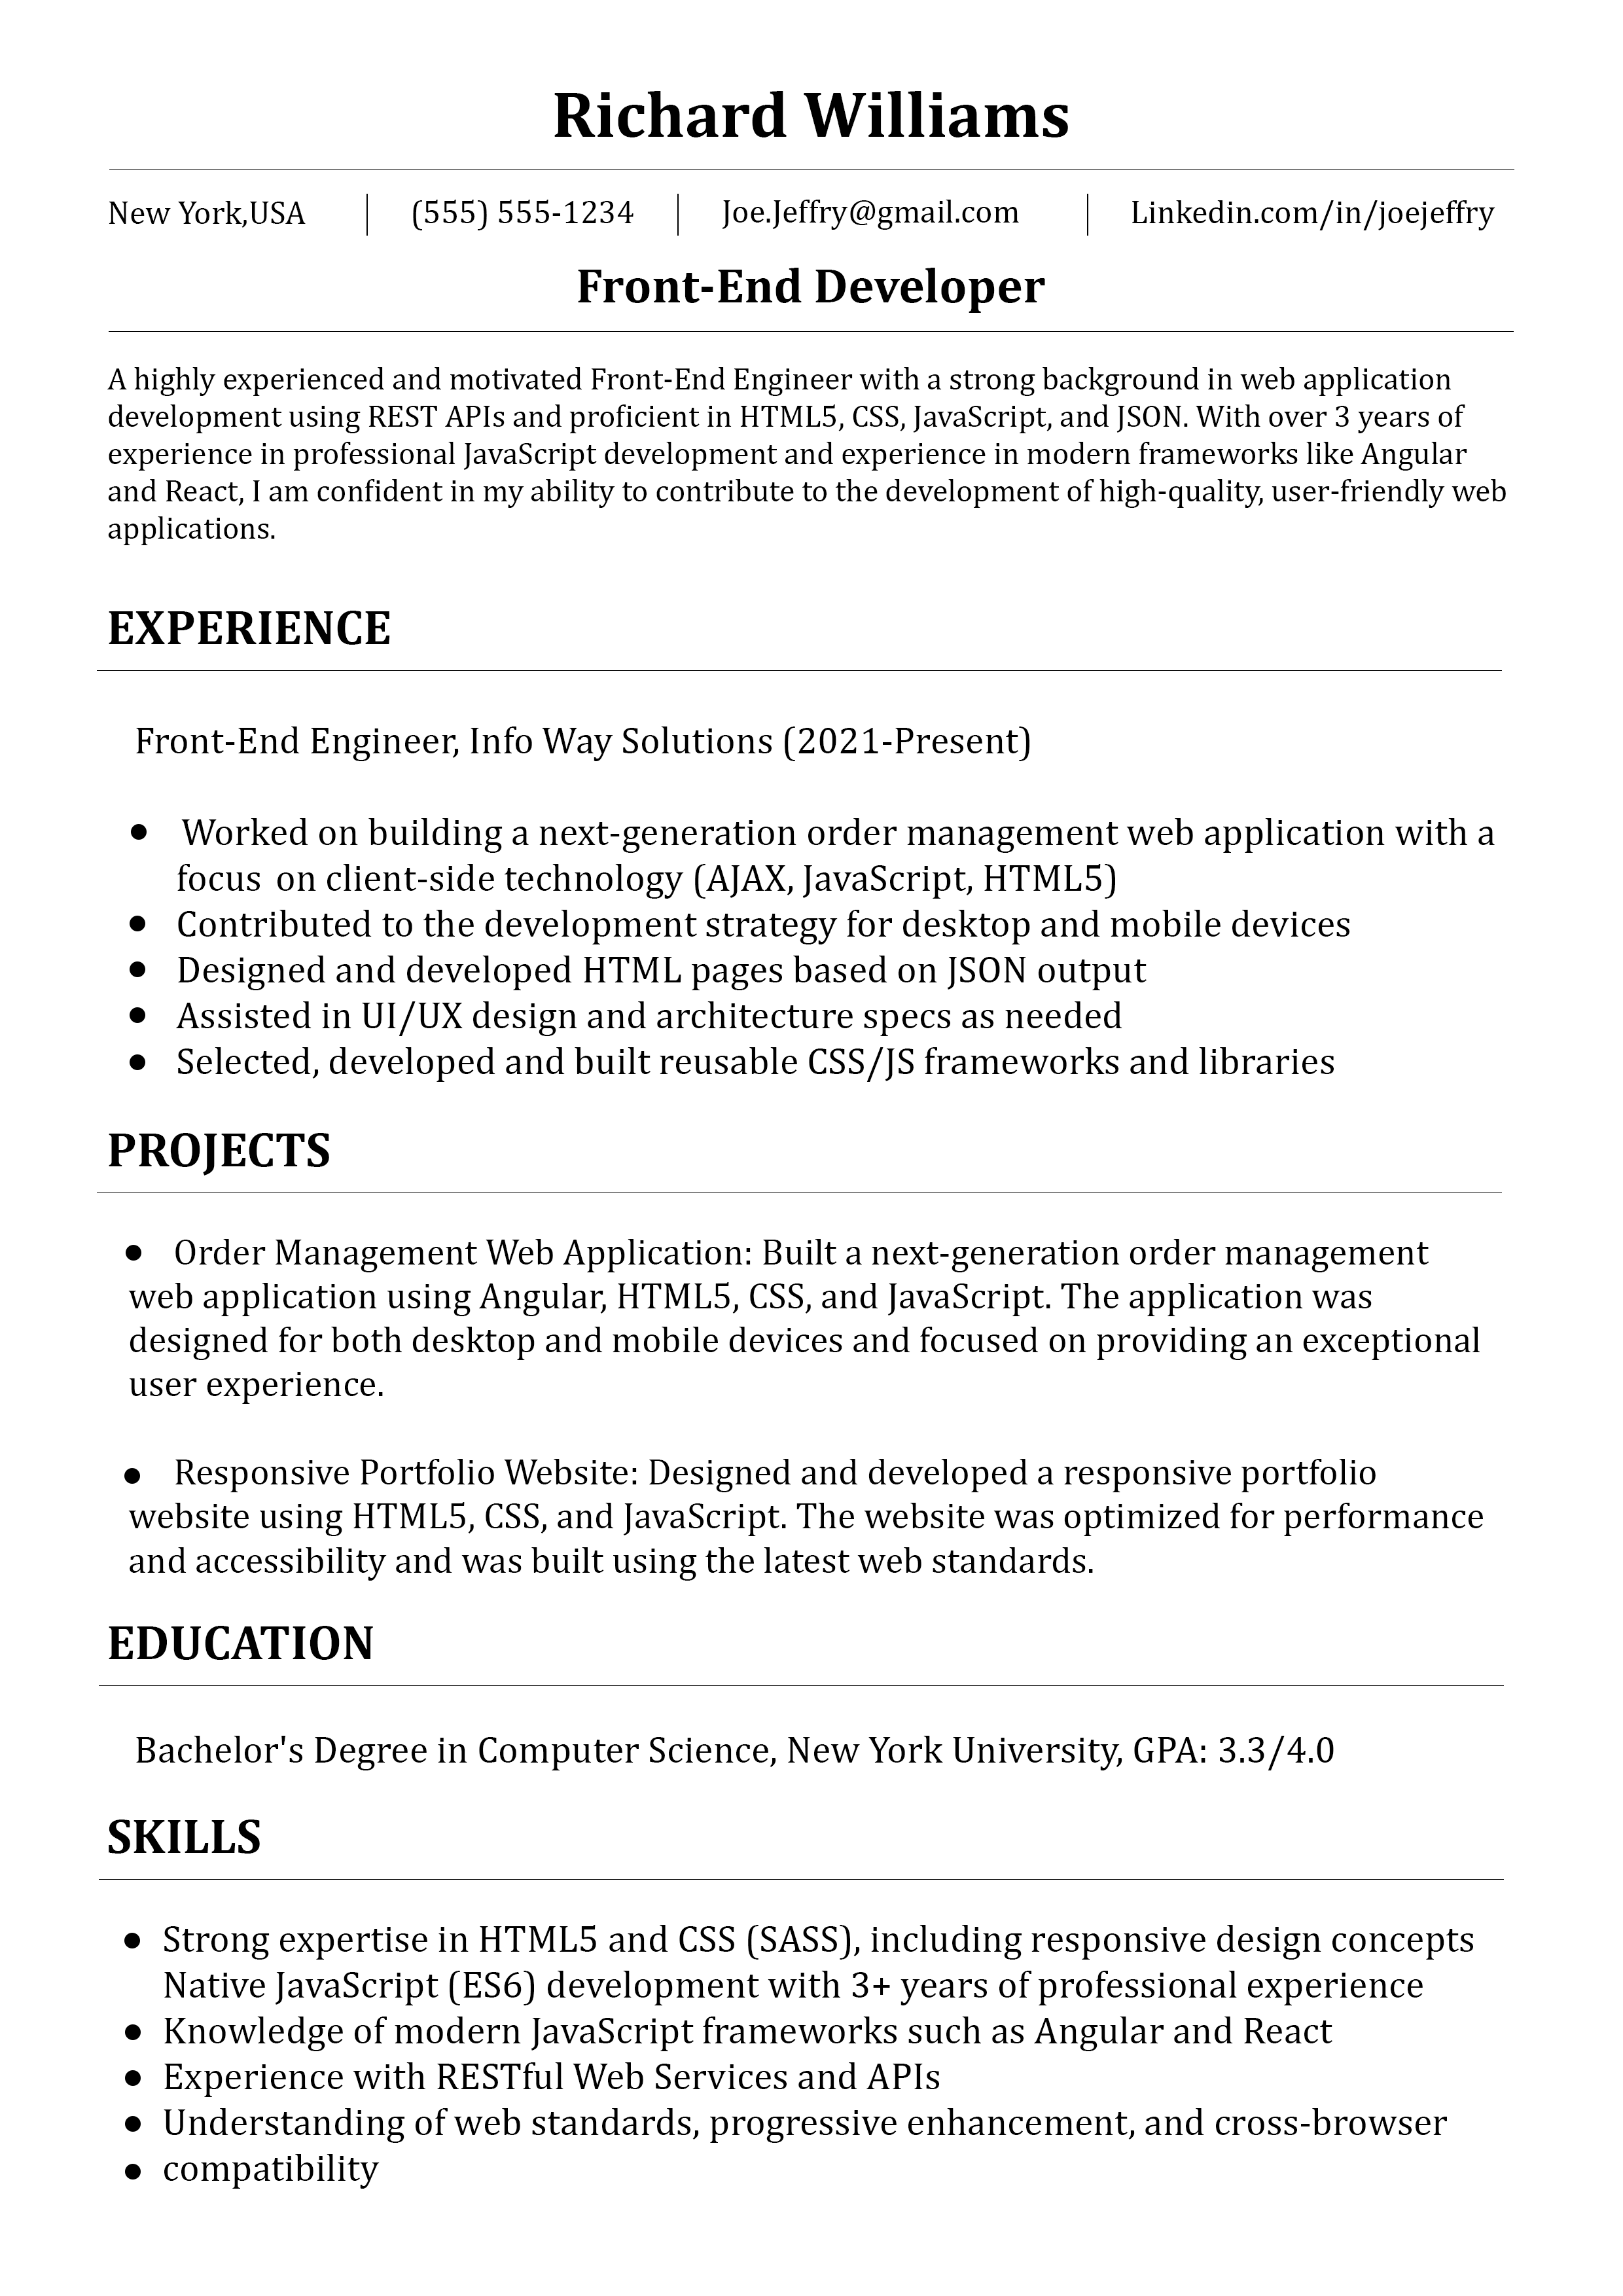 Richard Williams
New York,USA | (555) 555-1234 | Joe.Jeffry@gmail.com | Linkedin.com/in/joejeffry
Front-End Developer
A highly experienced and motivated Front-End Engineer with a strong background in web application
development using REST APIs and proficient in HTML5, CSS, JavaScript, and JSON. With over 3 years of
experience in professional JavaScript development and experience in modern frameworks like Angular
and React, I am confident in my ability to contribute to the development of high-quality, user-friendly web
applications.
EXPERIENCE
Front-End Engineer, Info Way Solutions (2021-Present)
● Worked on building a next-generation order management web application with a
focus on client-side technology (AJAX, JavaScript, HTML5)
● Contributed to the development strategy for desktop and mobile devices
● Designed and developed HTML pages based on JSON output
● Assisted in UI/UX design and architecture specs as needed
● Selected, developed and built reusable CSS/JS frameworks and libraries
PROJECTS
● Order Management Web Application: Built a next-generation order management
web application using Angular, HTML5, CSS, and JavaScript. The application was
designed for both desktop and mobile devices and focused on providing an exceptional
user experience.
● Responsive Portfolio Website: Designed and developed a responsive portfolio
website using HTML5, CSS, and JavaScript. The website was optimized for performance
and accessibility and was built using the latest web standards.
EDUCATION
Bachelor's Degree in Computer Science, New York University, GPA: 3.3/4.0
SKILLS
● Strong expertise in HTML5 and CSS (SASS), including responsive design concepts
Native JavaScript (ES6) development with 3+ years of professional experience
● Knowledge of modern JavaScript frameworks such as Angular and React
● Experience with RESTful Web Services and APIs
● Understanding of web standards, progressive enhancement, and cross-browser
● compatibility